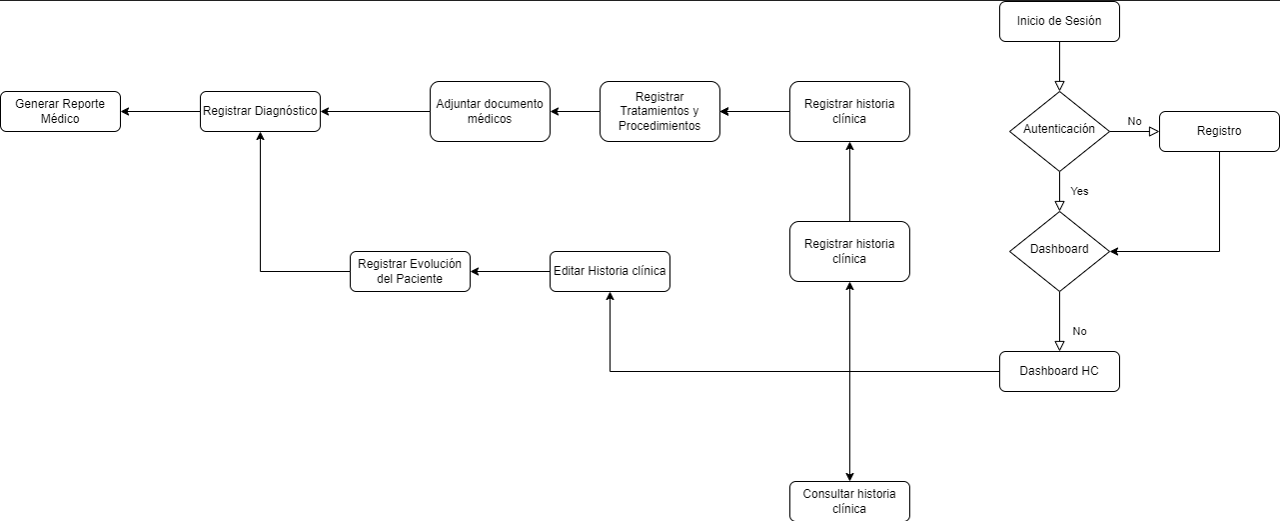 Inicio de Sesión
Generar Reporte
Médico
Registrar Diagnóstico
Adjuntar documento
médicos
Registrar
Tratamientos y
Procedimientos
Registrar historia
clínica
Autenticación
No
Registro
Yes
Registrar Evolución
del Paciente
Editar Historia clínica
Registrar historia
clínica
Dashboard
No
Dashboard HC
Consultar historia
clínica